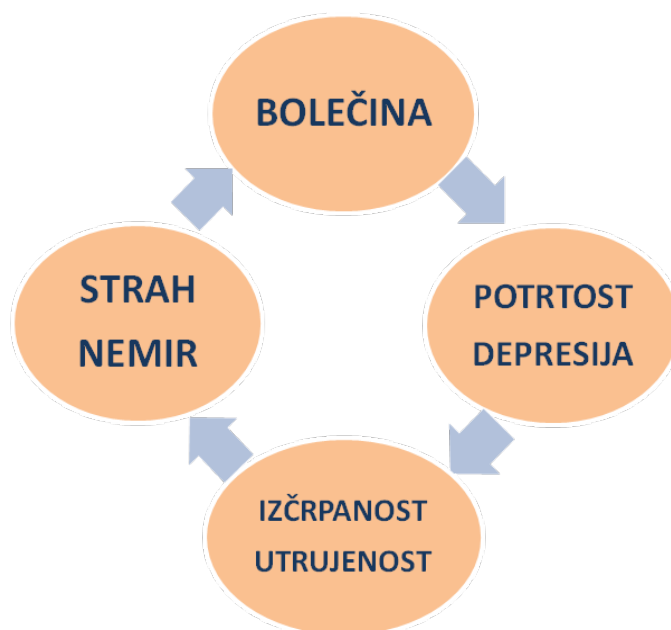 BOLEČINA
POTRTOST
DEPRESIJA
IZČRPANOST
UTRUJENOST
STRAH
NEMIR